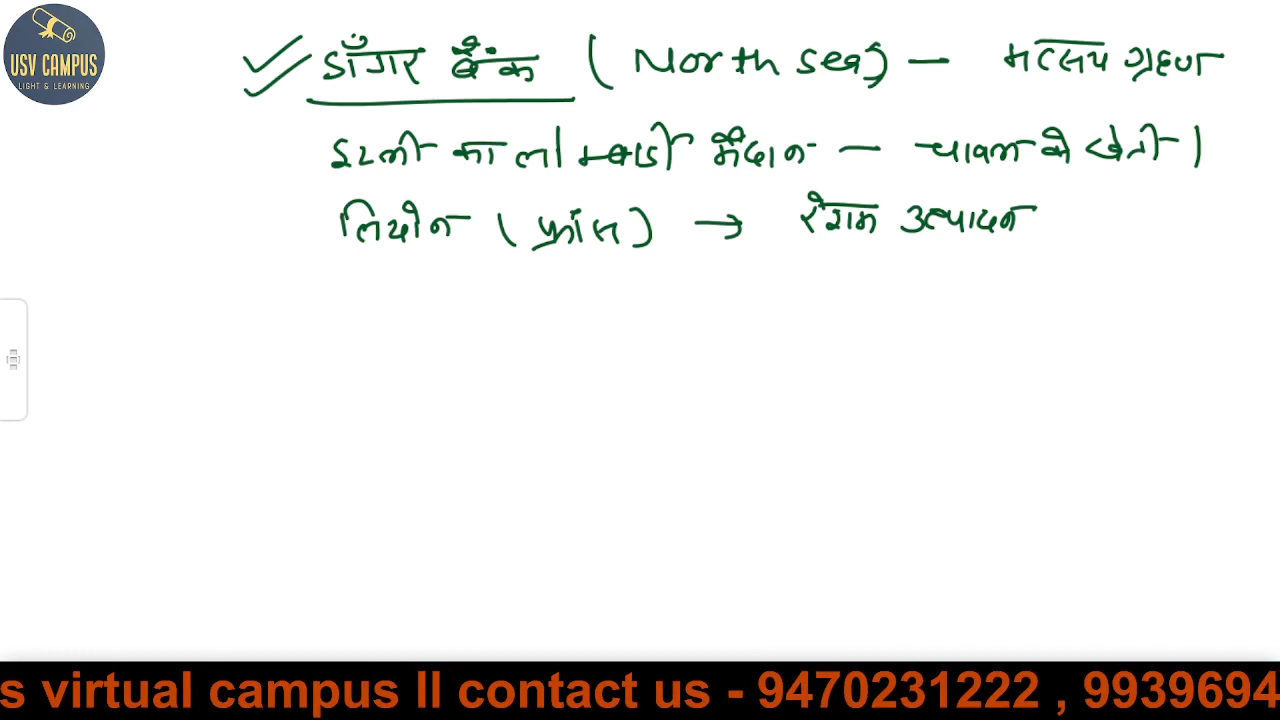 USV CAMPUS
LIGHT & LEARNING
डॉगर बैंक (North sea) — मत्स्य ग्रहण
इटली का लोम्बार्डी मैदान — चावल की खेती।
लियोन (फ्रांस) → रेशम उत्पादन
s virtual campus II contact us - 9470231222 , 9939694